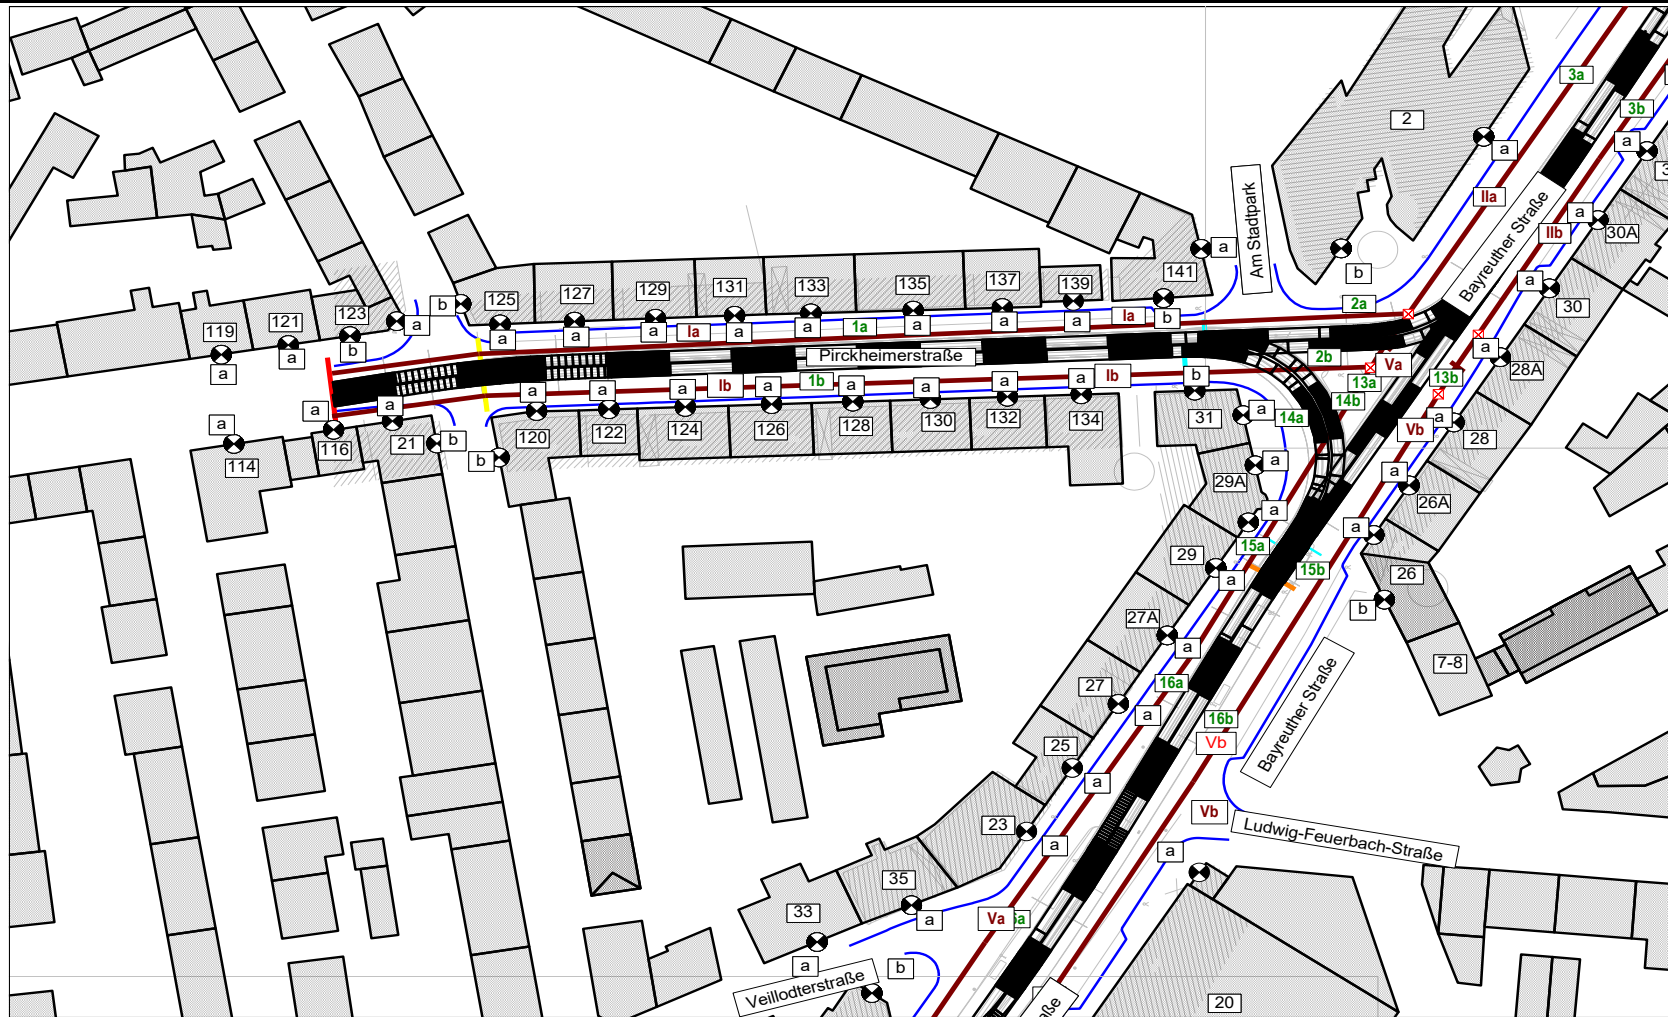 3a
3b
2
a
a
3
IIa
a
30A
IIb
Am Stadtpark
Bayreuther Straße
a
b
141
a
30
139
137
135
133
131
129
127
125
b
123
121
119
a
b
a
a
a
a
a
a
a
a
a
b
Ia
1a
Ia
2a
Pirckheimerstraße
2b
Va
a
28A
13a
13b
14b
14a
a
Vb
28
a
a
b
114
116
21
a
b
a
a
Ib
a
a
1b
a
a
a
a
Ib
b
120
122
124
126
128
130
132
134
31
a
a
29A
a
a
26A
a
15a
15b
29
a
26
b
27A
a
7-8
16a
27
a
16b
Vb
Bayreuther Straße
25
a
Vb
Ludwig-Feuerbach-Straße
23
a
a
35
a
33
Va
5a
a
b
Veillodterstraße
20
aße